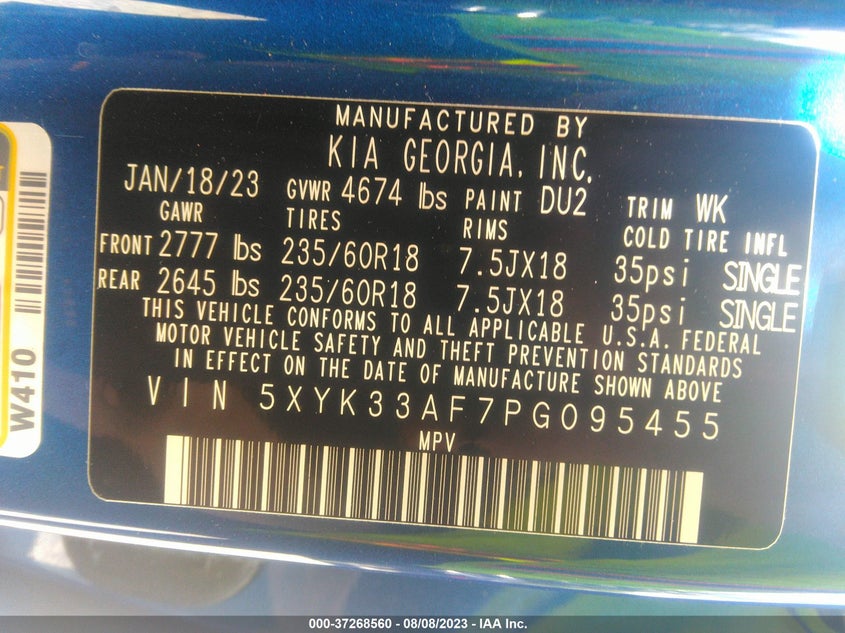 MANUFACTURED BY
KIA GEORGIA, INC.
JAN/18/23 GVWR 4674 lbs PAINT DU2 TRIM WK
GAWR TIRES RIMS COLD TIRE INFL
FRONT 2777 lbs 235/60R18 7.5JX18 35psi SINGLE
REAR 2645 lbs 235/60R18 7.5JX18 35psi SINGLE
THIS VEHICLE CONFORMS TO ALL APPLICABLE U.S.A. FEDERAL
MOTOR VEHICLE SAFETY AND THEFT PREVENTION STANDARDS
IN EFFECT ON THE DATE OF MANUFACTURE SHOWN ABOVE
VIN 5XYK33AF7PG095455
MPV
W410
000-37268560 - 08/08/2023 - IAA Inc.